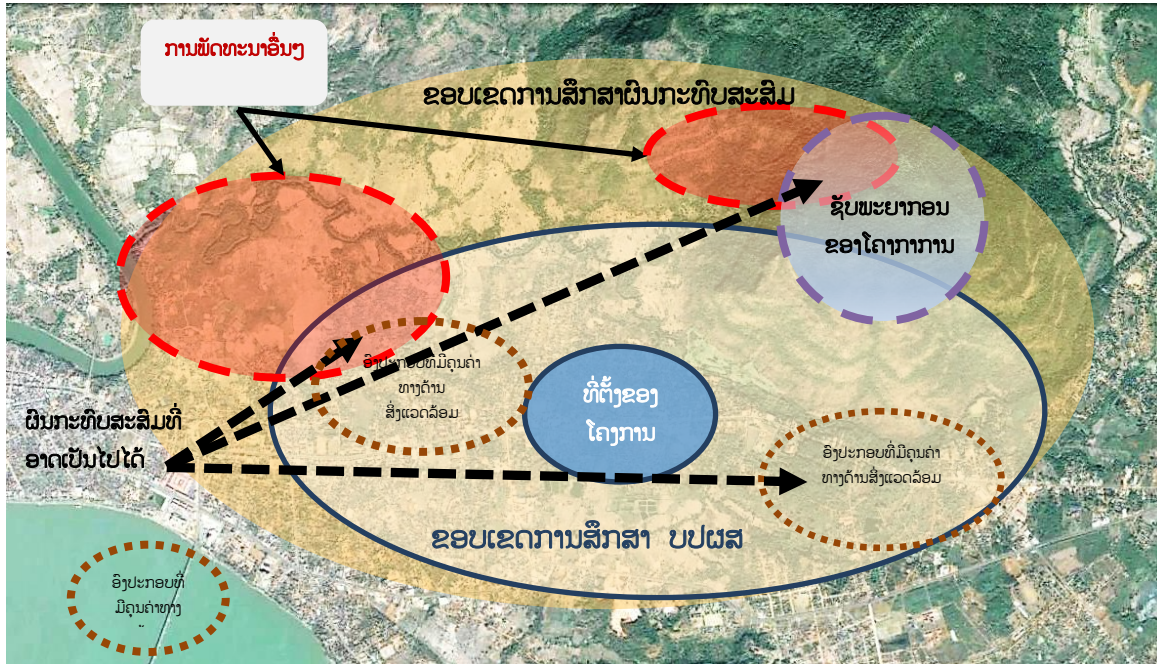 ການພັດທະນາອື່ນໆ
ຂອບເຂດການສຶກສາຜົນກະທົບສະສົມ
ຊັບພະຍາກອນ
ຂອງໂຄງກາການ
ອົງປະກອບທີ່ມີຄຸນຄ່າ
ທາງດ້ານ
ສິ່ງແວດລ້ອມ
ທີ່ຕັ້ງຂອງ
ໂຄງການ
ຜົນກະທົບສະສົມທີ່
ອາດເປັນໄປໄດ້
ອົງປະກອບທີ່ມີຄຸນຄ່າ
ທາງດ້ານສິ່ງແວດລ້ອມ
ຂອບເຂດການສຶກສາ ບປຜສ
ອົງປະກອບທີ່
ມີຄຸນຄ່າທາງ